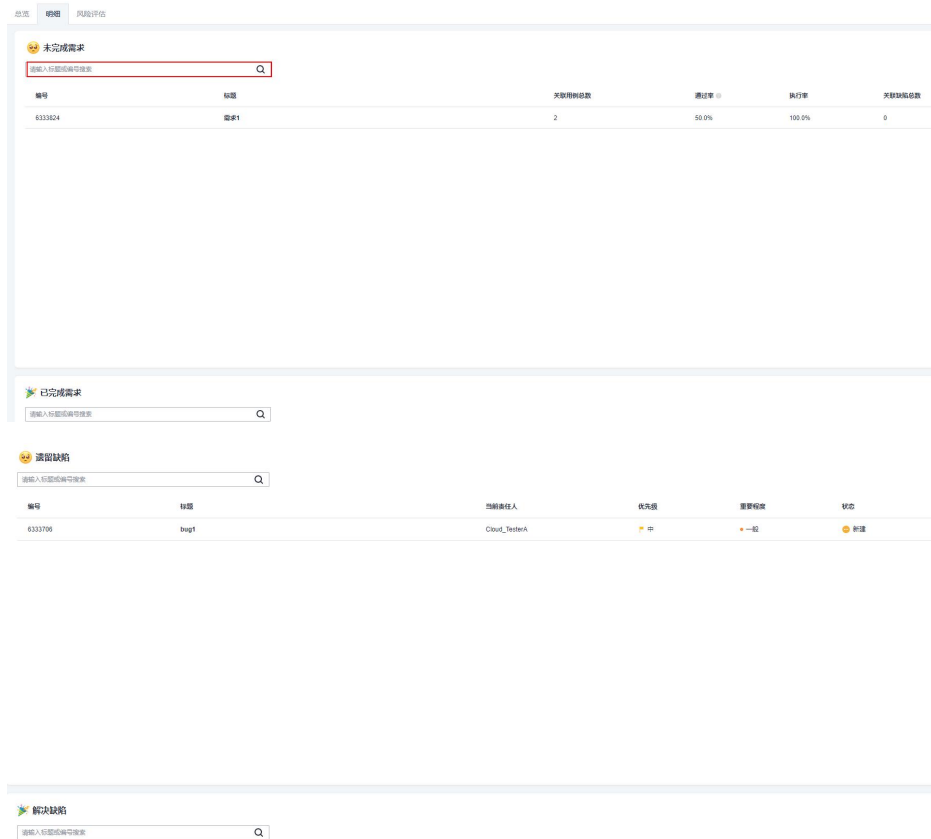 总览 明细 风险评估
未完成需求
请输入标题或编号搜索
编号 标题 关联用例总数 通过率 执行率 关联缺陷总数
6333824 需求1 2 50.0% 100.0% 0
已完成需求
请输入标题或编号搜索
遗留缺陷
请输入标题或编号搜索
编号 标题 当前责任人 优先级 重要程度 状态
6333706 bug1 Cloud_TesterA 中 一般 新建
解决缺陷
请输入标题或编号搜索